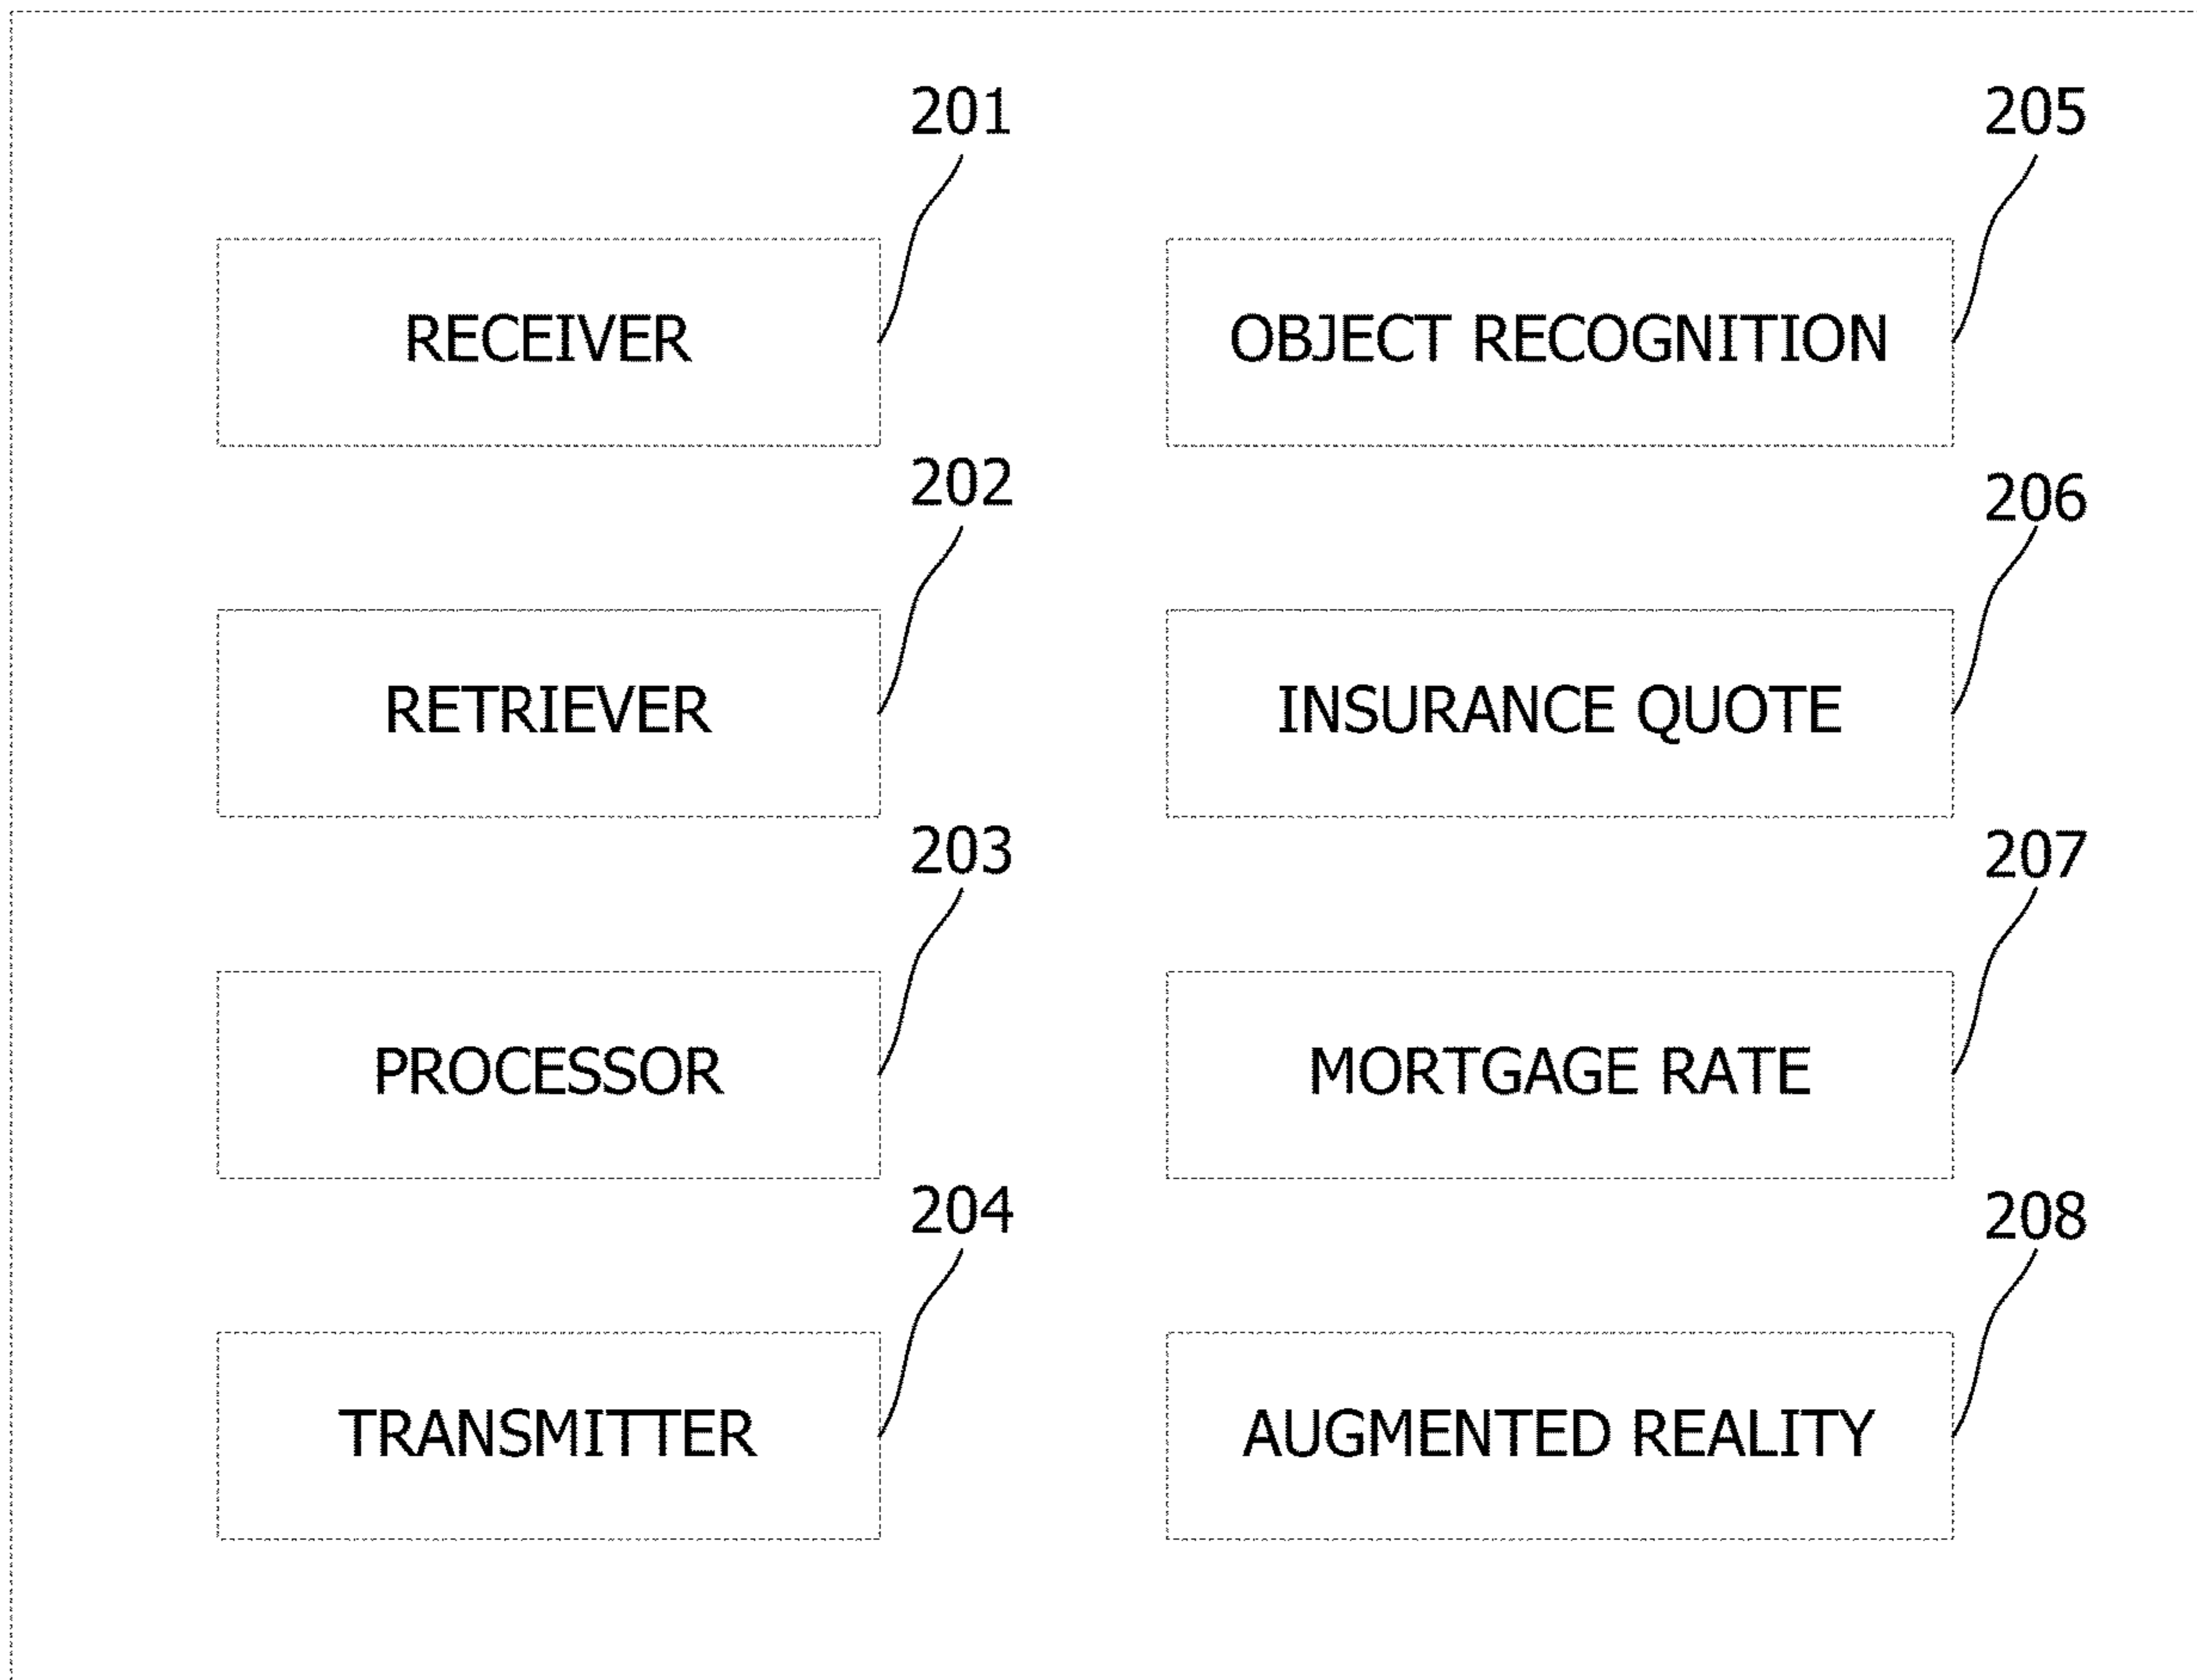 201
RECEIVER
202
RETRIEVER
203
PROCESSOR
204
TRANSMITTER
205
OBJECT RECOGNITION
206
INSURANCE QUOTE
207
MORTGAGE RATE
208
AUGMENTED REALITY